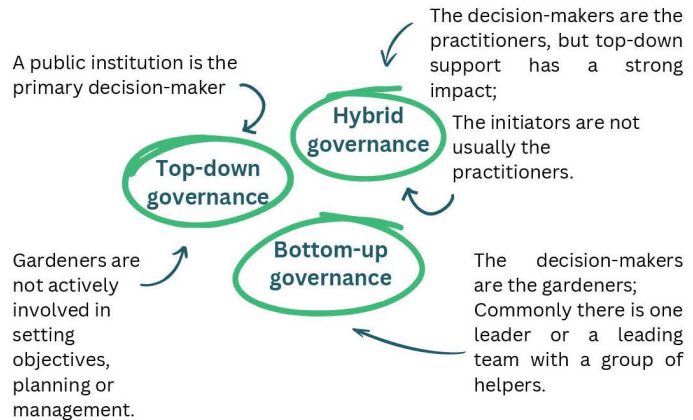 A public institution is the
primary decision-maker
The decision-makers are the
practitioners, but top-down
support has a strong
impact;
The initiators are not
usually the
practitioners.
Hybrid
governance
Top-down
governance
Bottom-up
governance
Gardeners are
not actively
involved in
setting
objectives,
planning or
management.
The decision-makers
are the gardeners;
Commonly there is one
leader or a leading
team with a group of
helpers.